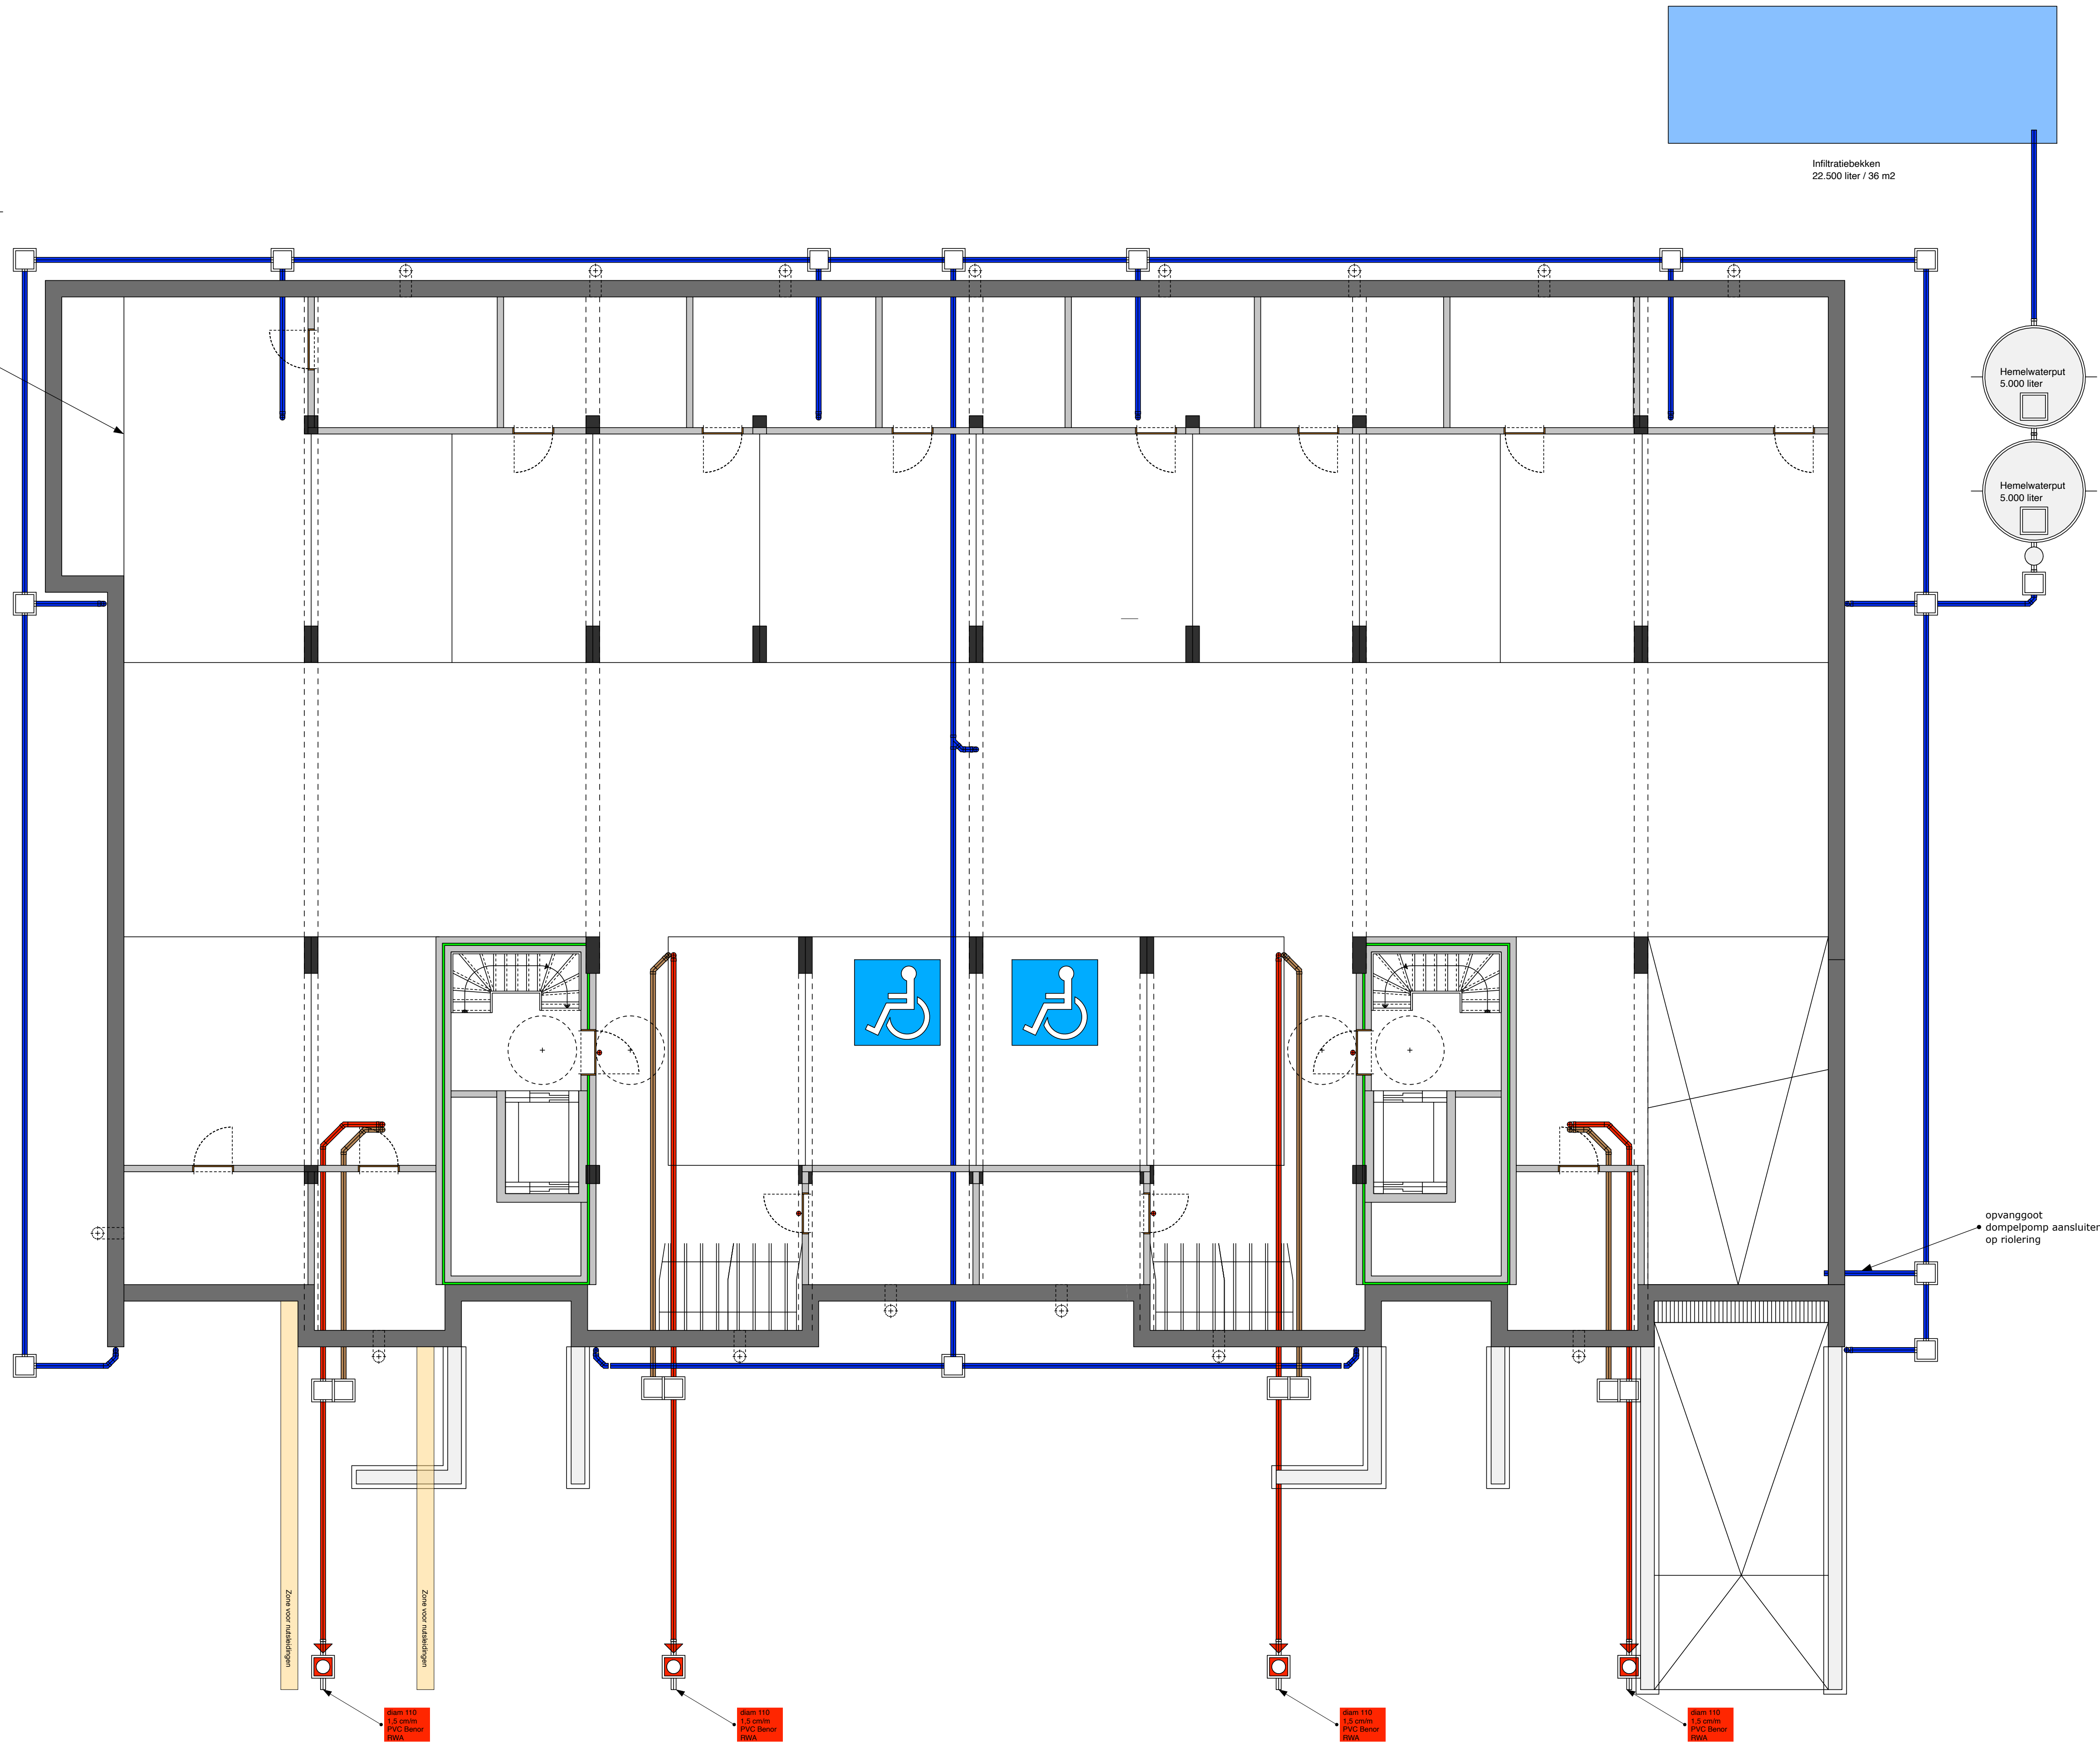 Infiltratiebekken
22.500 liter / 36 m2
Hemelwaterput
5.000 liter
Hemelwaterput
5.000 liter
opvanggoot
dompelpomp aansluiten
op riolering
Zone voor nutsleidingen
Zone voor nutsleidingen
diam 110
1,5 cm/m
PVC Benor
RWA
diam 110
1,5 cm/m
PVC Benor
RWA
diam 110
1,5 cm/m
PVC Benor
RWA
diam 110
1,5 cm/m
PVC Benor
RWA